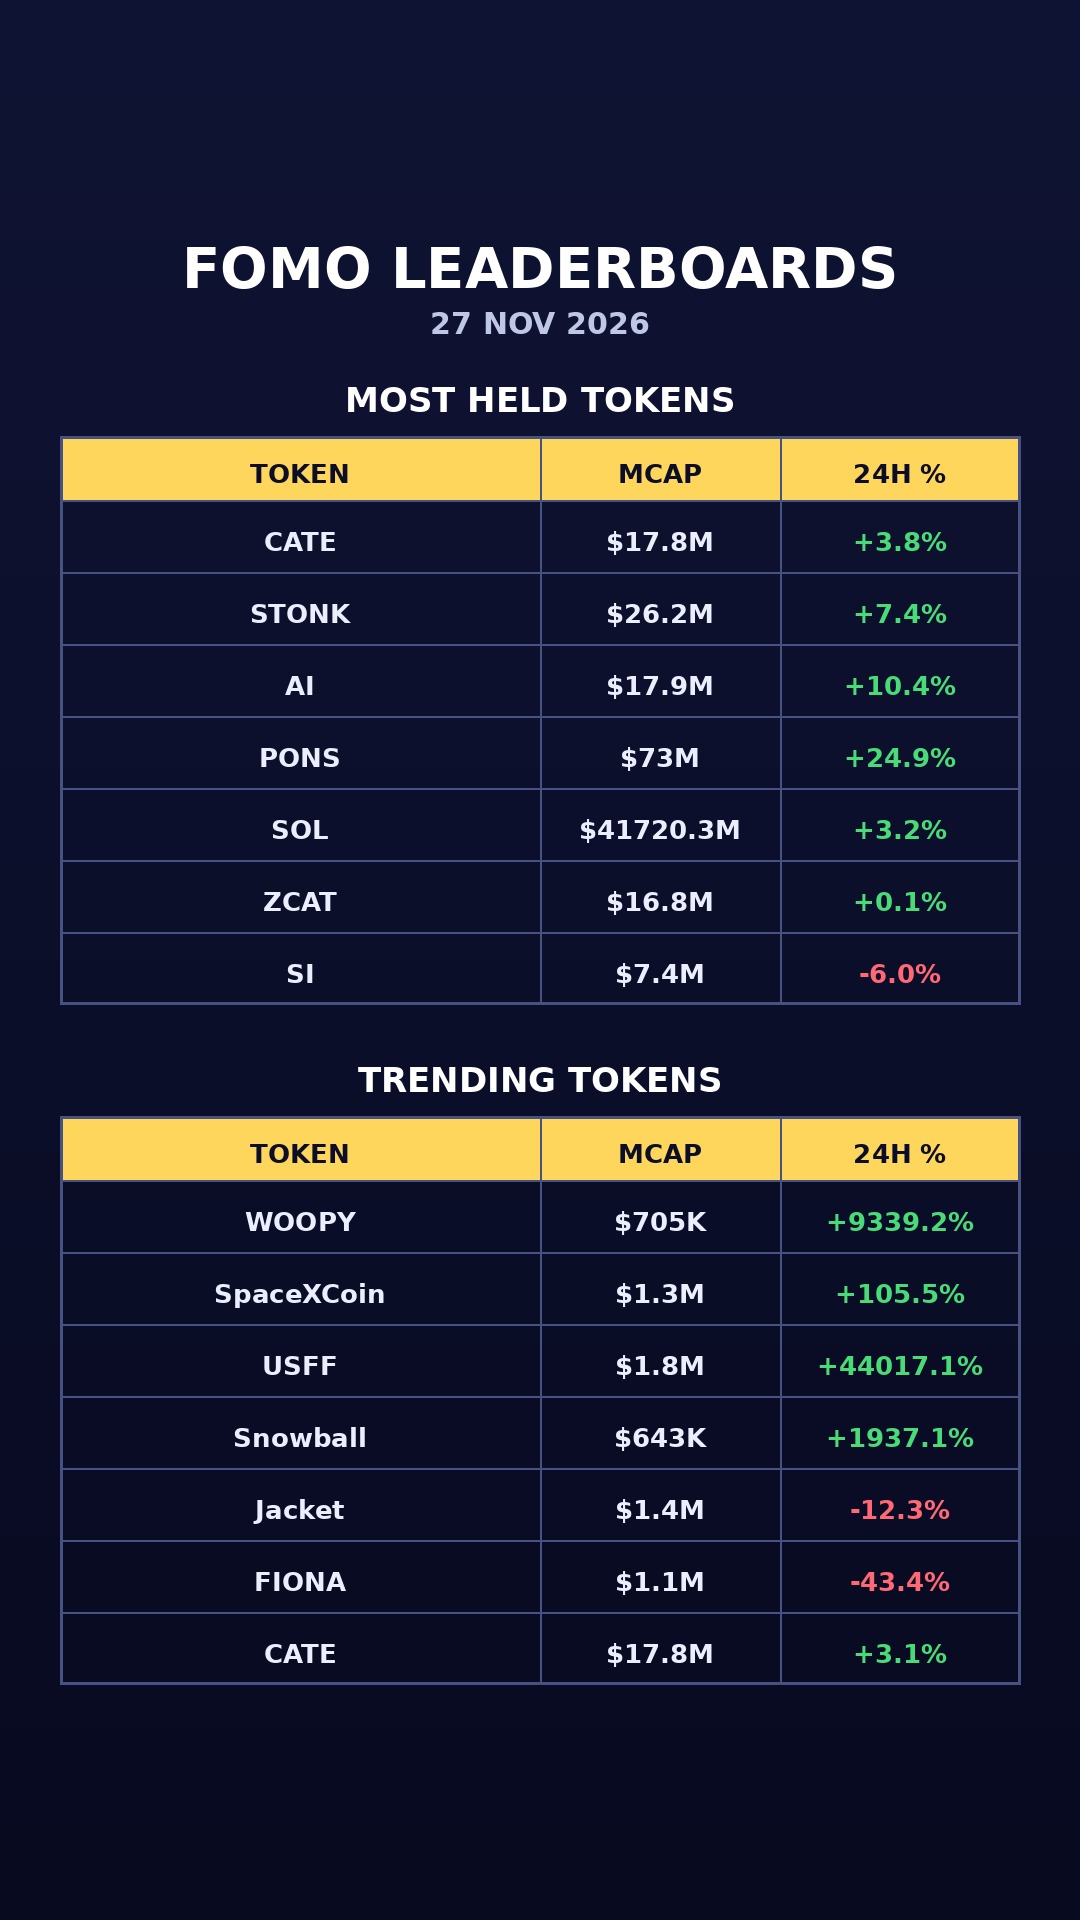 FOMO LEADERBOARDS
27 NOV 2026
MOST HELD TOKENS
TOKEN MCAP 24H %
CATE $17.8M +3.8%
STONK $26.2M +7.4%
AI $17.9M +10.4%
PONS $73M +24.9%
SOL $41720.3M +3.2%
ZCAT $16.8M +0.1%
SI $7.4M -6.0%
TRENDING TOKENS
TOKEN MCAP 24H %
WOOPY $705K +9339.2%
SpaceXCoin $1.3M +105.5%
USFF $1.8M +44017.1%
Snowball $643K +1937.1%
Jacket $1.4M -12.3%
FIONA $1.1M -43.4%
CATE $17.8M +3.1%